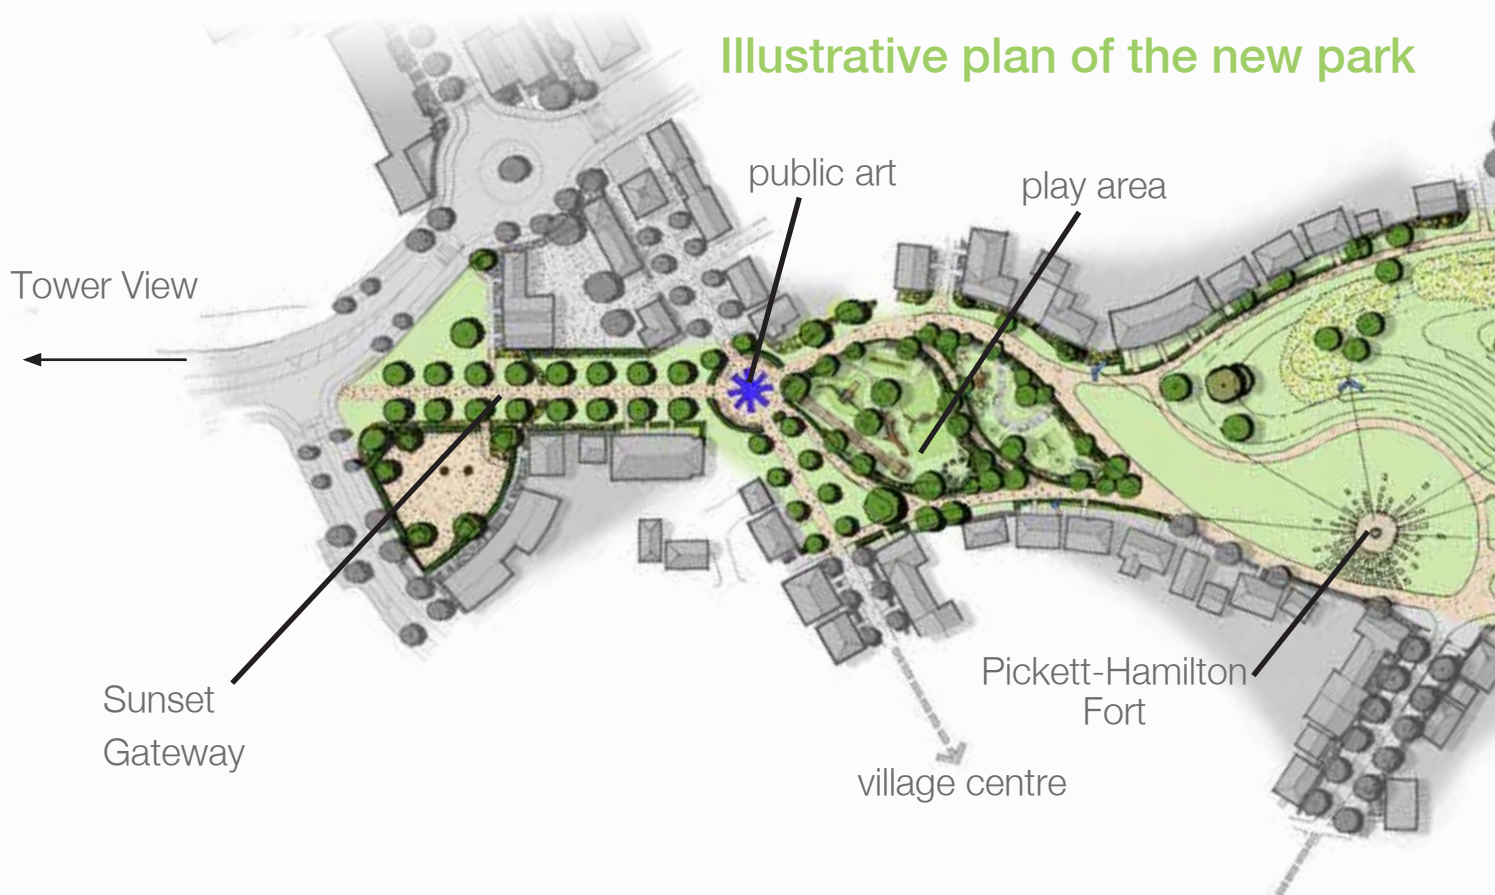 Illustrative plan of the new park
public art
play area
Tower View
Sunset
Gateway
Pickett-Hamilton
Fort
village centre